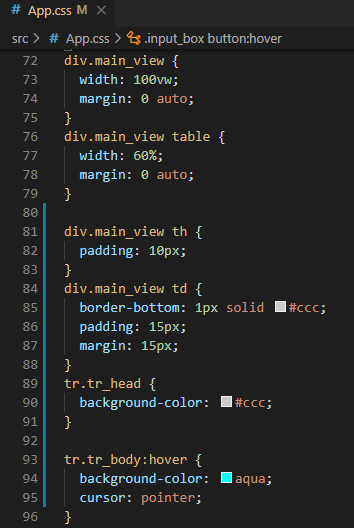 # App.css M ×
src > # App.css > .input_box button:hover
72 div.main_view {
73 width: 100vw;
74 margin: 0 auto;
75 }
76 div.main_view table {
77 width: 60%;
78 margin: 0 auto;
79 }
80
81 div.main_view th {
82 padding: 10px;
83 }
84 div.main_view td {
85 border-bottom: 1px solid #ccc;
86 padding: 15px;
87 margin: 15px;
88 }
89 tr.tr_head {
90 background-color: #ccc;
91 }
92
93 tr.tr_body:hover {
94 background-color: aqua;
95 cursor: pointer;
96 }